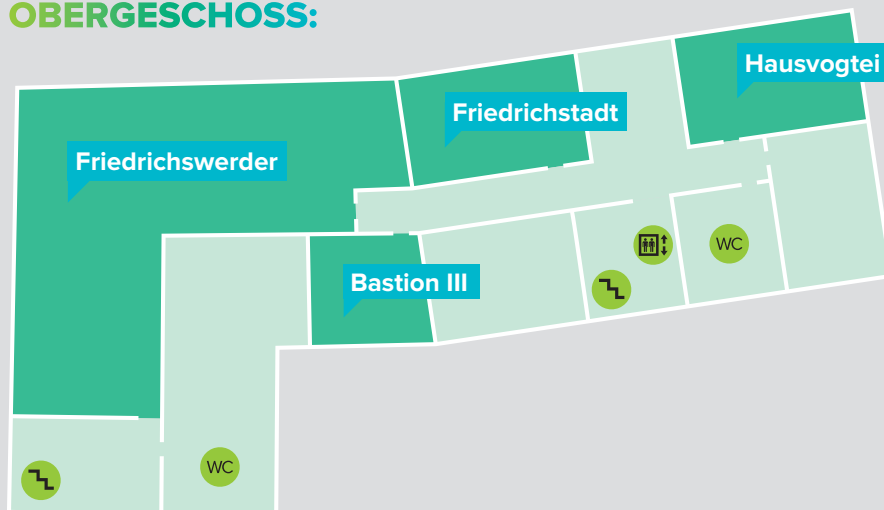 OBERGESCHOSS:
Hausvogtei
Friedrichstadt
Friedrichswerder
WC
Bastion III
WC